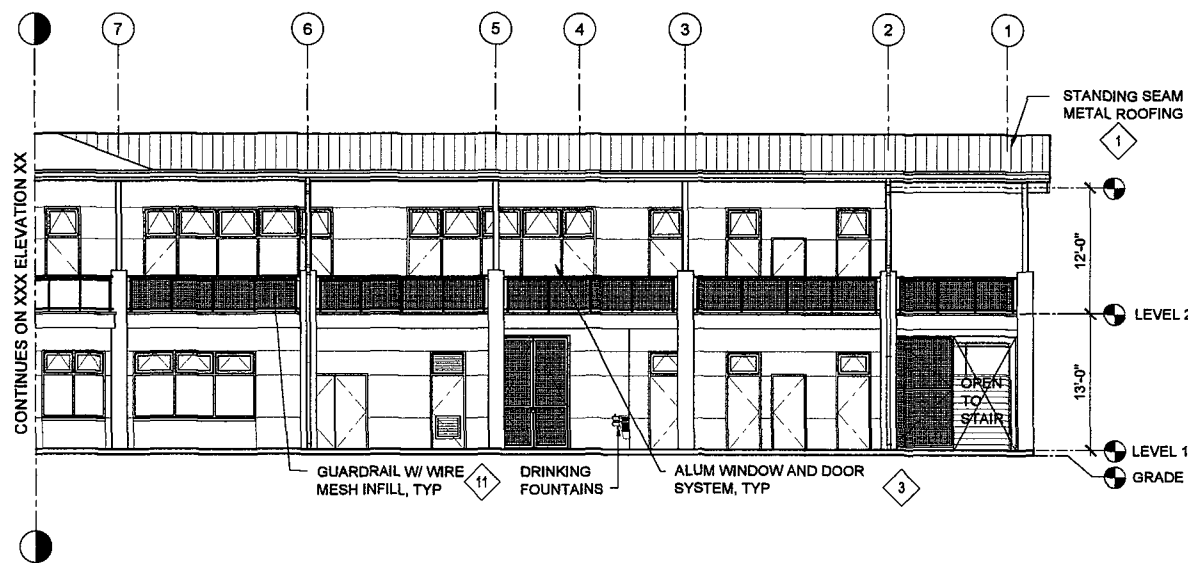 7
6
5
4
3
2
1
STANDING SEAM
METAL ROOFING
1
CONTINUES ON XXX ELEVATION XX
12'-0"
LEVEL 2
13'-0"
OPEN
TO
STAIR
LEVEL 1
GRADE
GUARDRAIL W/ WIRE
MESH INFILL, TYP
11
DRINKING
FOUNTAINS
ALUM WINDOW AND DOOR
SYSTEM, TYP
3